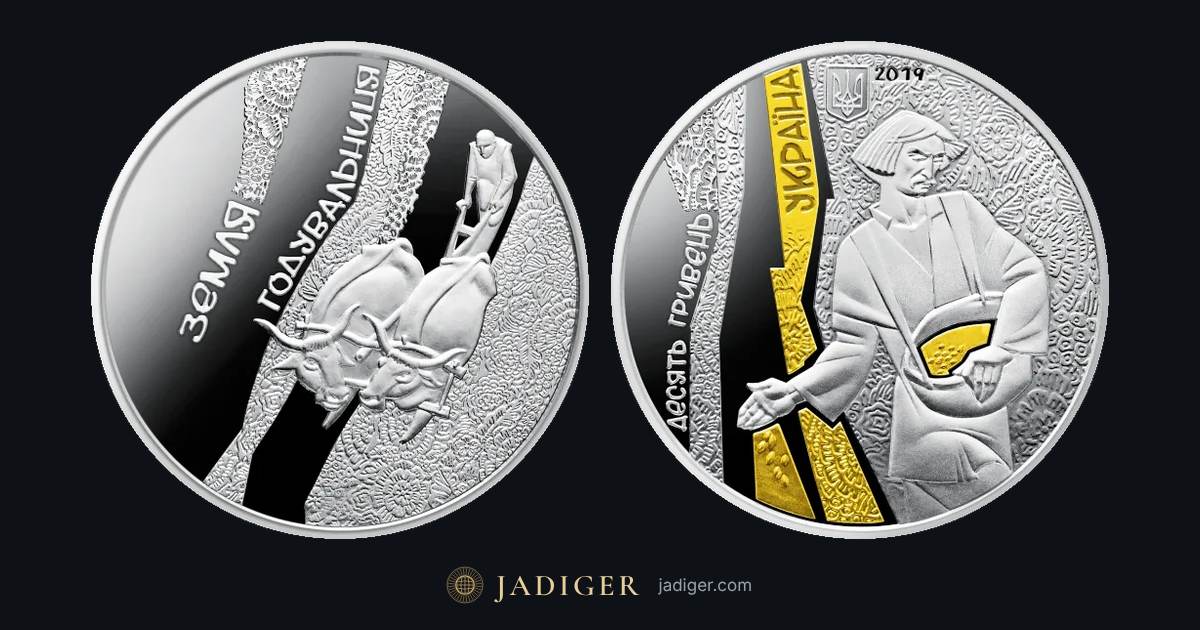 Земля
годувальниця
Україна
2019
десять гривень
JADIGER
jadiger.com